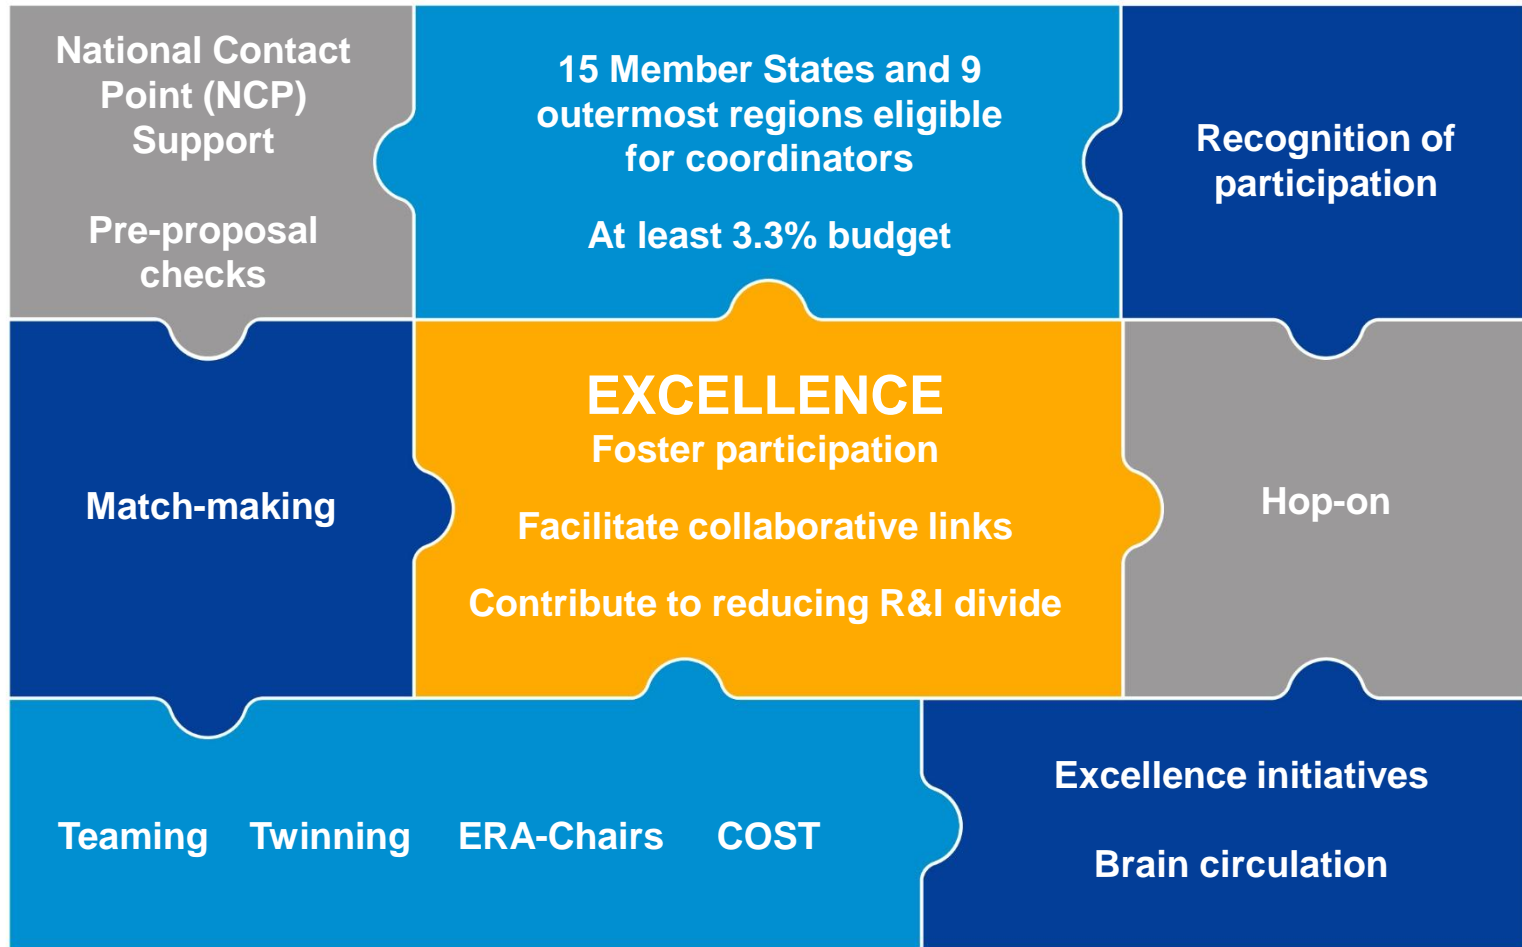 National Contact
Point (NCP)
Support
Pre-proposal
checks
15 Member States and 9
outermost regions eligible
for coordinators
At least 3.3% budget
Recognition of
participation
Match-making
EXCELLENCE
Foster participation
Facilitate collaborative links
Contribute to reducing R&I divide
Hop-on
Teaming Twinning ERA-Chairs COST
Excellence initiatives
Brain circulation